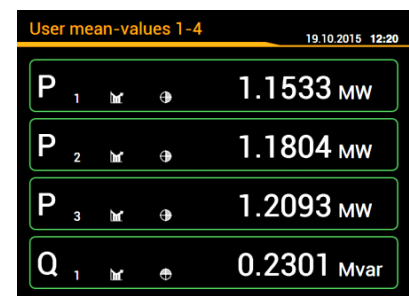 User mean-values 1-4
19.10.2015 12:20
P 1 1.1533 MW
P 2 1.1804 MW
P 3 1.2093 MW
Q 1 0.2301 Mvar